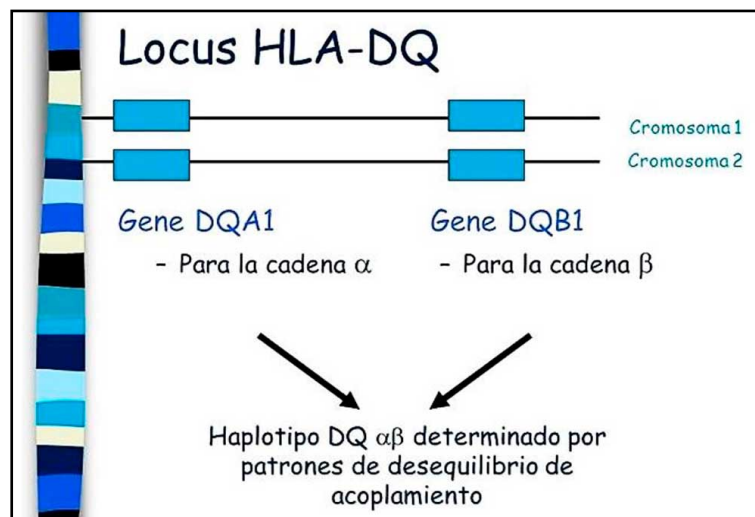 Locus HLA-DQ
Cromosoma 1
Cromosoma 2
Gene DQA1
Gene DQB1
- Para la cadena α
- Para la cadena β
Haplotipo DQ αβ determinado por
patrones de desequilibrio de
acoplamiento